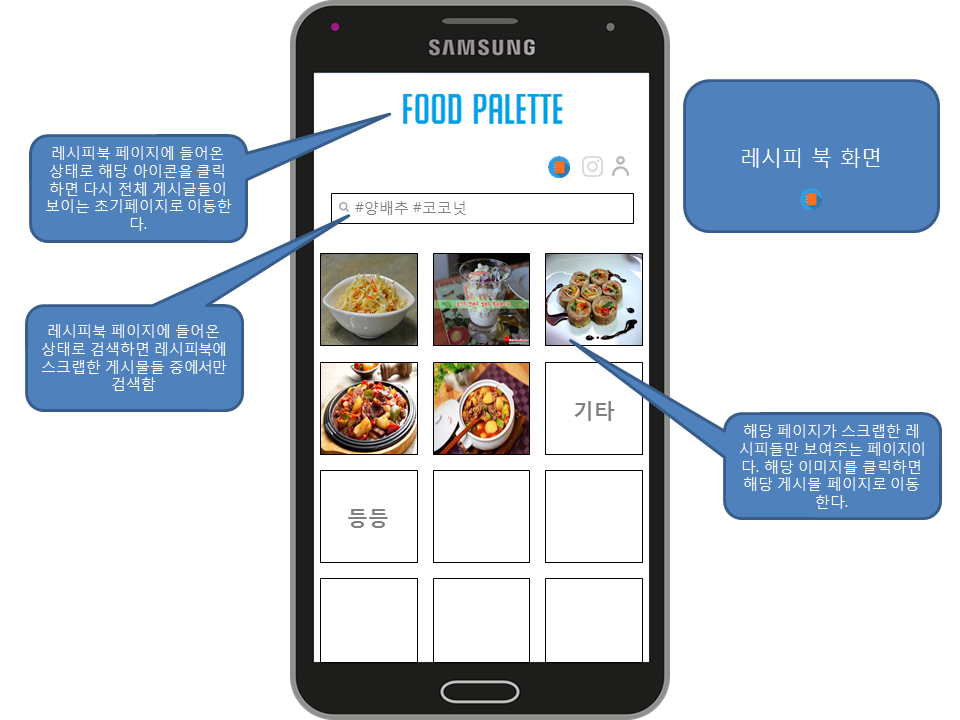 SAMSUNG
FOOD PALETTE
레시피 북 화면
레시피북 페이지에 들어온
상태로 해당 아이콘을 클릭
하면 다시 전체 게시글들이
보이는 초기페이지로 이동한
다.
#양배추 #코코넛
레시피북 페이지에 들어온
상태로 검색하면 레시피북에
스크랩한 게시물들 중에서만
검색함
기타
해당 페이지가 스크랩한 레
시피들만 보여주는 페이지이
다. 해당 이미지를 클릭하면
해당 게시물 페이지로 이동
한다.
등등